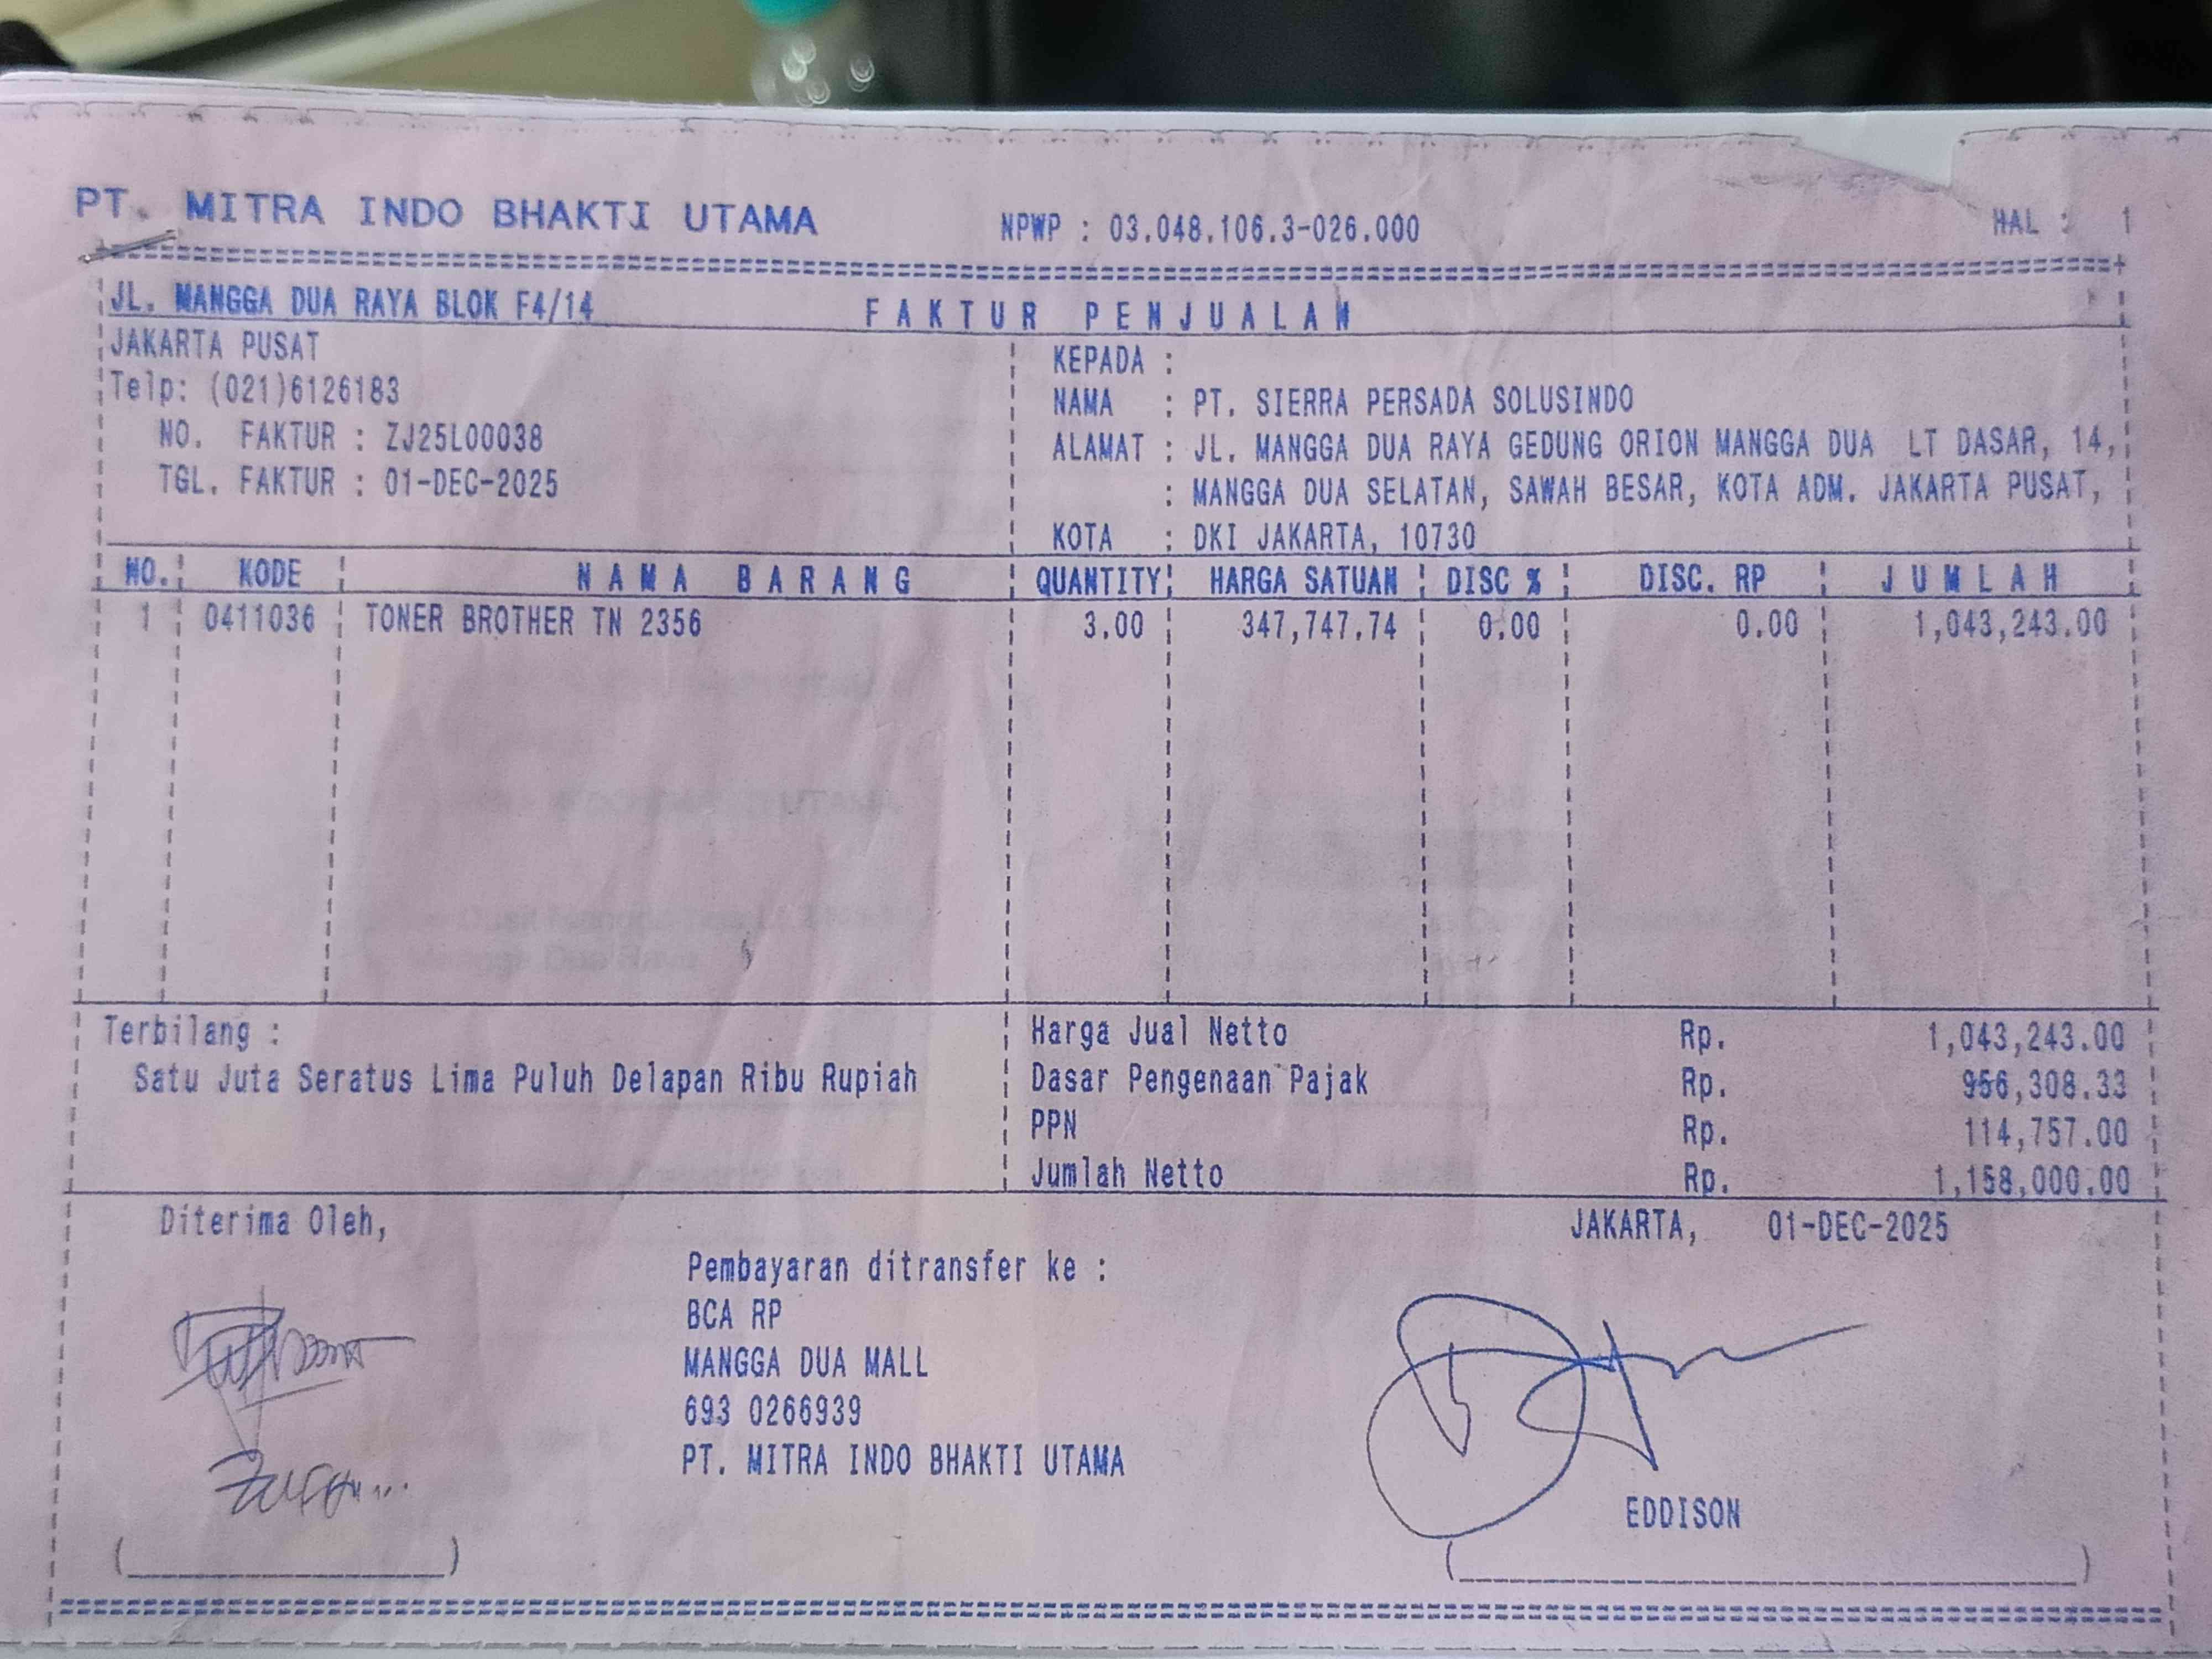 PT. MITRA INDO BHAKTI UTAMA NPWP : 03.048.106.3-026.000 HAL : 1
JL. MANGGA DUA RAYA BLOK F4/14 FAKTUR PENJUALAN
JAKARTA PUSAT
Telp: (021)6126183
NO. FAKTUR : ZJ25L00038
TGL. FAKTUR : 01-DEC-2025
KEPADA :
NAMA : PT. SIERRA PERSADA SOLUSINDO
ALAMAT : JL. MANGGA DUA RAYA GEDUNG ORION MANGGA DUA LT DASAR, 14,
: MANGGA DUA SELATAN, SAWAH BESAR, KOTA ADM. JAKARTA PUSAT,
KOTA : DKI JAKARTA, 10730
NO. KODE NAMA BARANG QUANTITY HARGA SATUAN DISC % DISC. RP JUMLAH
1 0411036 TONER BROTHER TN 2356 3.00 347,747.74 0.00 0.00 1,043,243.00
Terbilang :
Satu Juta Seratus Lima Puluh Delapan Ribu Rupiah
Harga Jual Netto Rp. 1,043,243.00
Dasar Pengenaan Pajak Rp. 956,308.33
PPN Rp. 114,757.00
Jumlah Netto Rp. 1,158,000.00
Diterima Oleh,
JAKARTA, 01-DEC-2025
Pembayaran ditransfer ke :
BCA RP
MANGGA DUA MALL
693 0266939
PT. MITRA INDO BHAKTI UTAMA
EDDISON